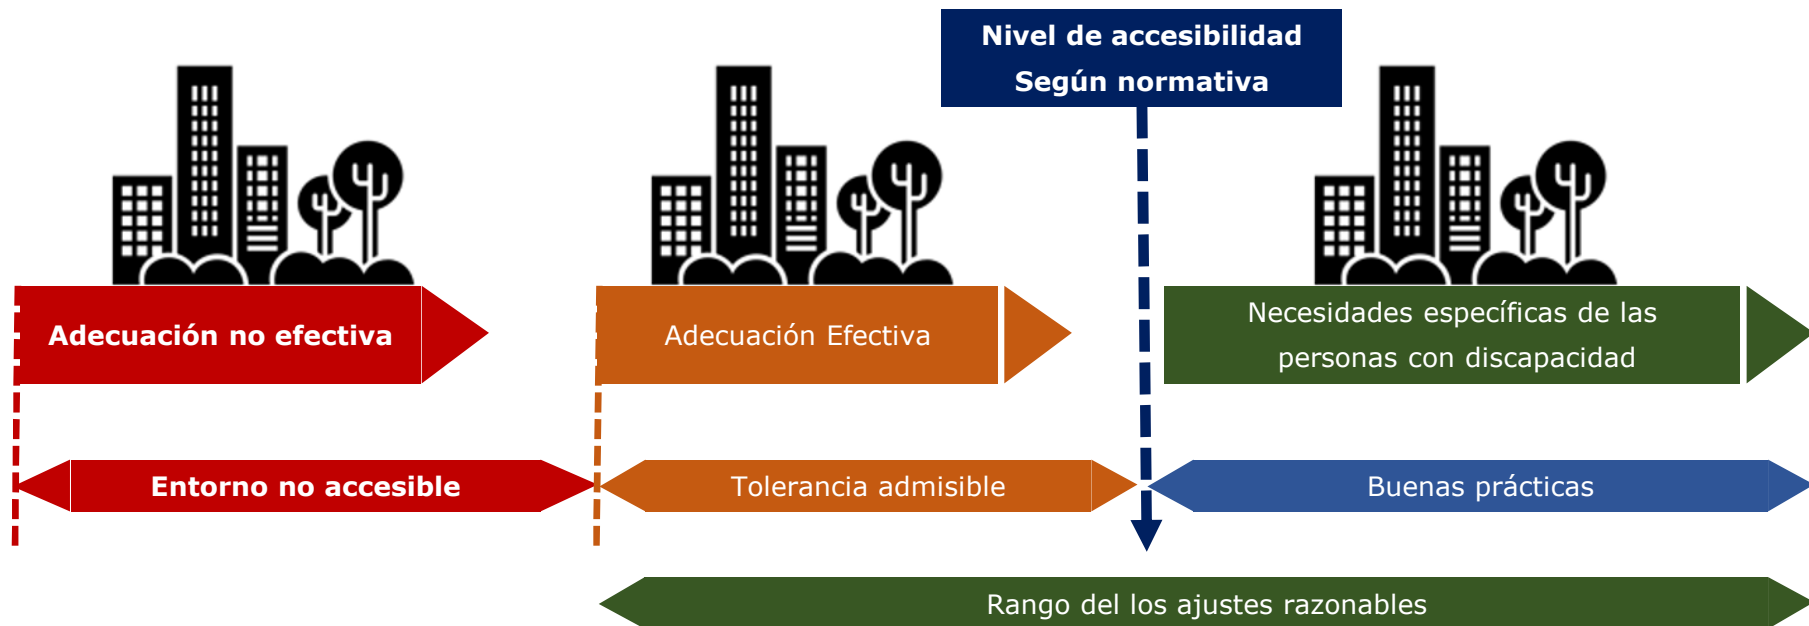 Nivel de accesibilidad
Según normativa
Adecuación no efectiva
Adecuación Efectiva
Necesidades específicas de las
personas con discapacidad
Entorno no accesible
Tolerancia admisible
Buenas prácticas
Rango del los ajustes razonables